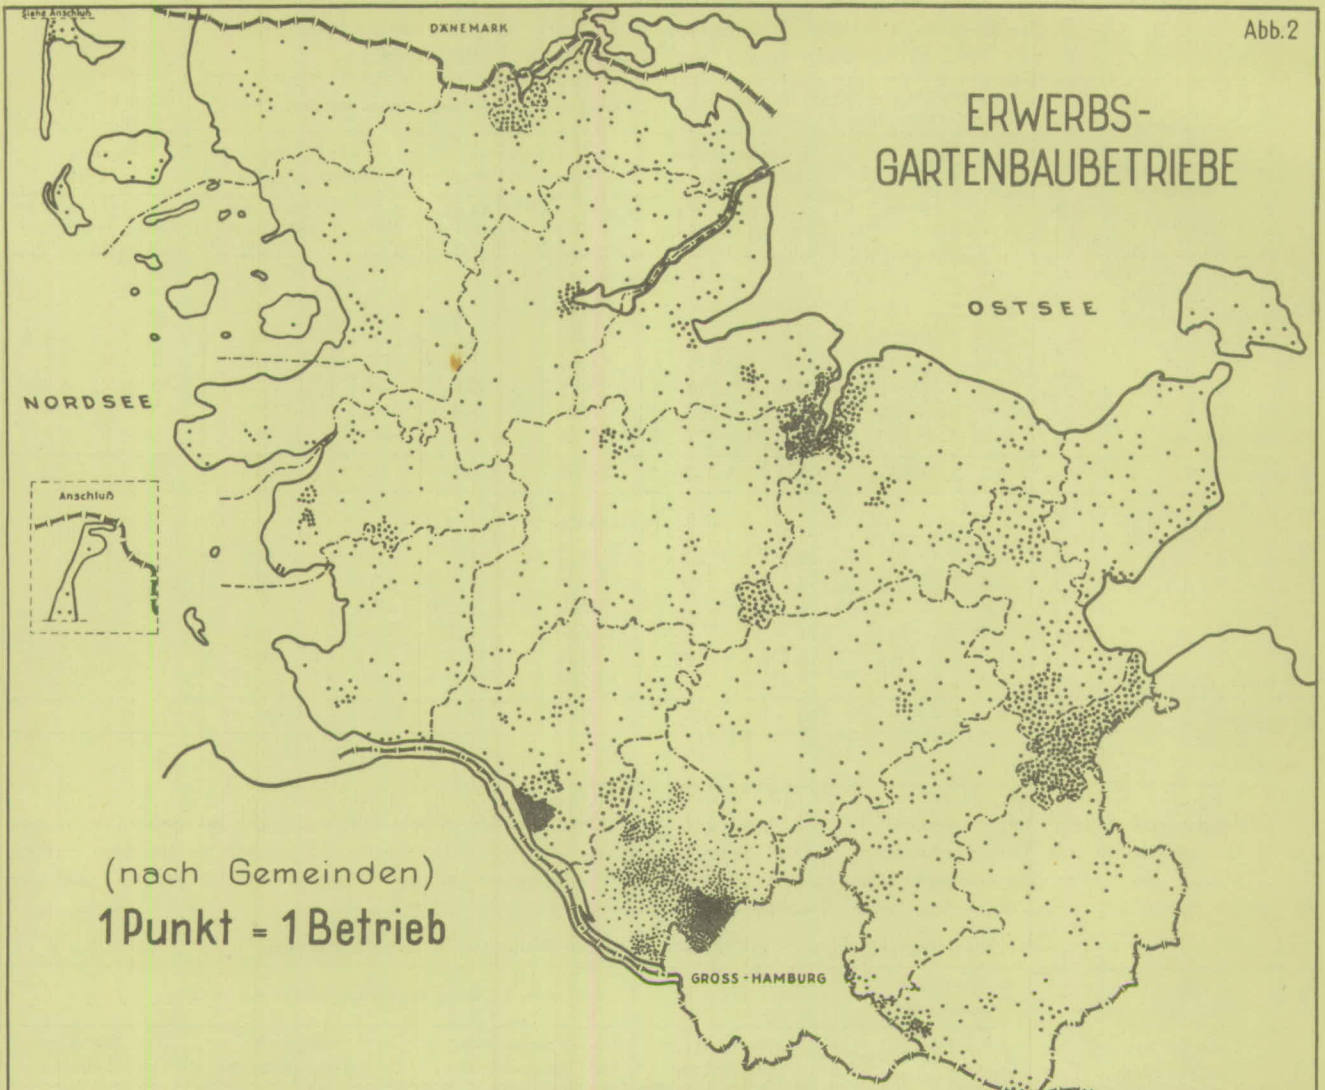 Siehe Anschluß
DÄNEMARK
Abb.2
ERWERBS-
GARTENBAUBETRIEBE
OSTSEE
NORDSEE
Anschluß
(nach Gemeinden)
1 Punkt = 1 Betrieb
GROSS-HAMBURG